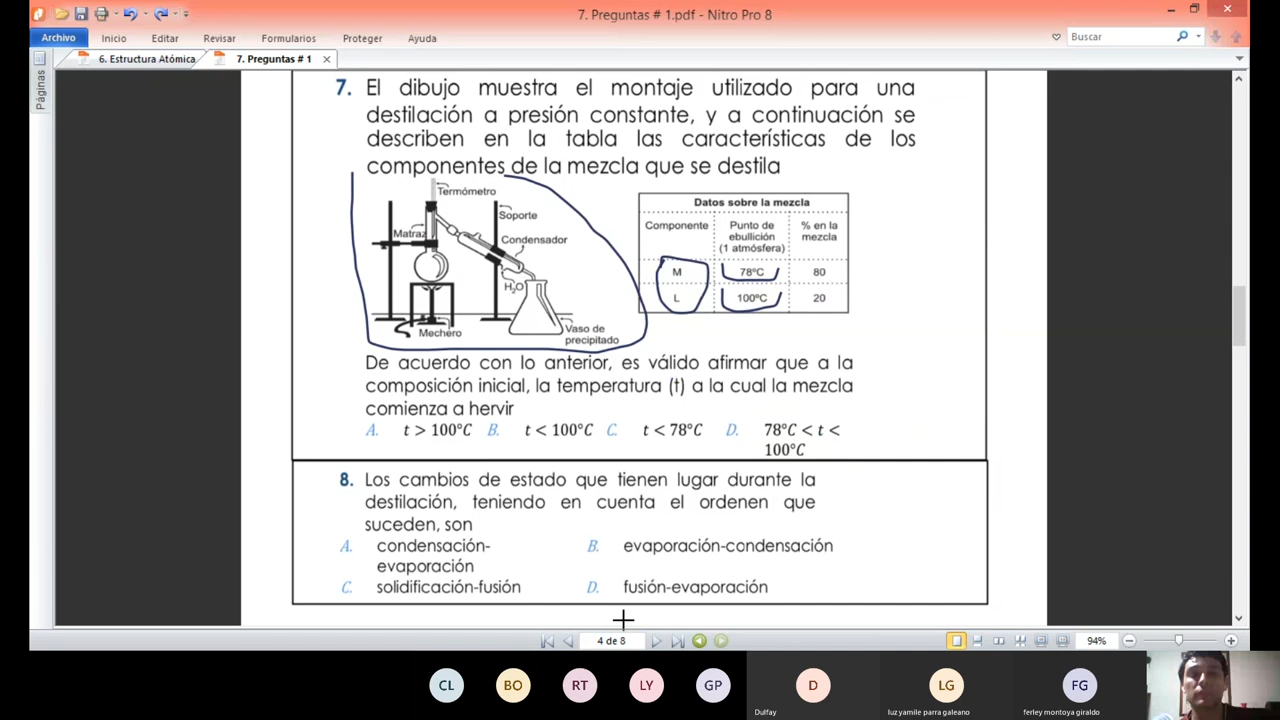 7. Preguntas # 1.pdf - Nitro Pro 8
Archivo Inicio Editar Revisar Formularios Proteger Ayuda Buscar
6. Estructura Atómica 7. Preguntas # 1
Páginas
7. El dibujo muestra el montaje utilizado para una
destilación a presión constante, y a continuación se
describen en la tabla las características de los
componentes de la mezcla que se destila
Termómetro
Soporte
Matraz
Condensador
H₂O
Mechero
Vaso de
precipitado
Datos sobre la mezcla
Componente Punto de ebullición (1 atmósfera) % en la mezcla
M 78ºC 80
L 100ºC 20
De acuerdo con lo anterior, es válido afirmar que a la
composición inicial, la temperatura (t) a la cual la mezcla
comienza a hervir
A. t > 100°C B. t < 100°C C. t < 78°C D. 78°C < t <
100°C
8. Los cambios de estado que tienen lugar durante la
destilación, teniendo en cuenta el ordenen que
suceden, son
A. condensación- B. evaporación-condensación
evaporación
C. solidificación-fusión D. fusión-evaporación
4 de 8 94%
CL BO RT LY GP D LG FG
Dulfay luz yamile parra galeano ferley montoya giraldo